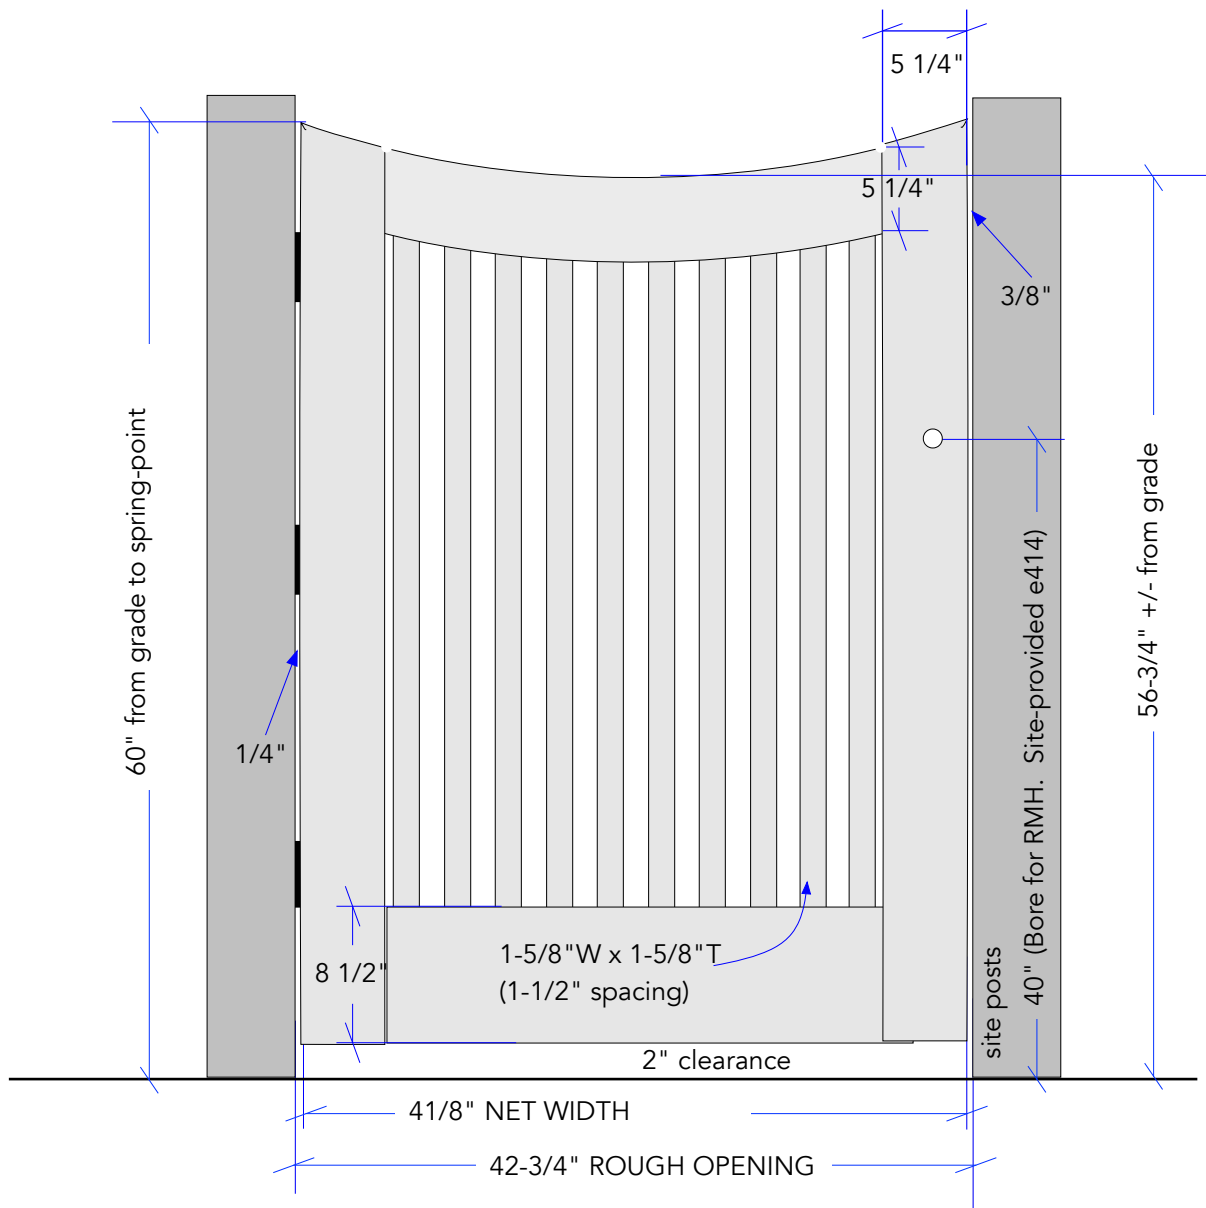 5 1/4"
5 1/4"
3/8"
60" from grade to spring-point
56-3/4" +/- from grade
40" (Bore for RMH. Site-provided e414)
1/4"
1-5/8"W x 1-5/8"T
(1-1/2" spacing)
8 1/2"
site posts
2" clearance
41/8" NET WIDTH
42-3/4" ROUGH OPENING